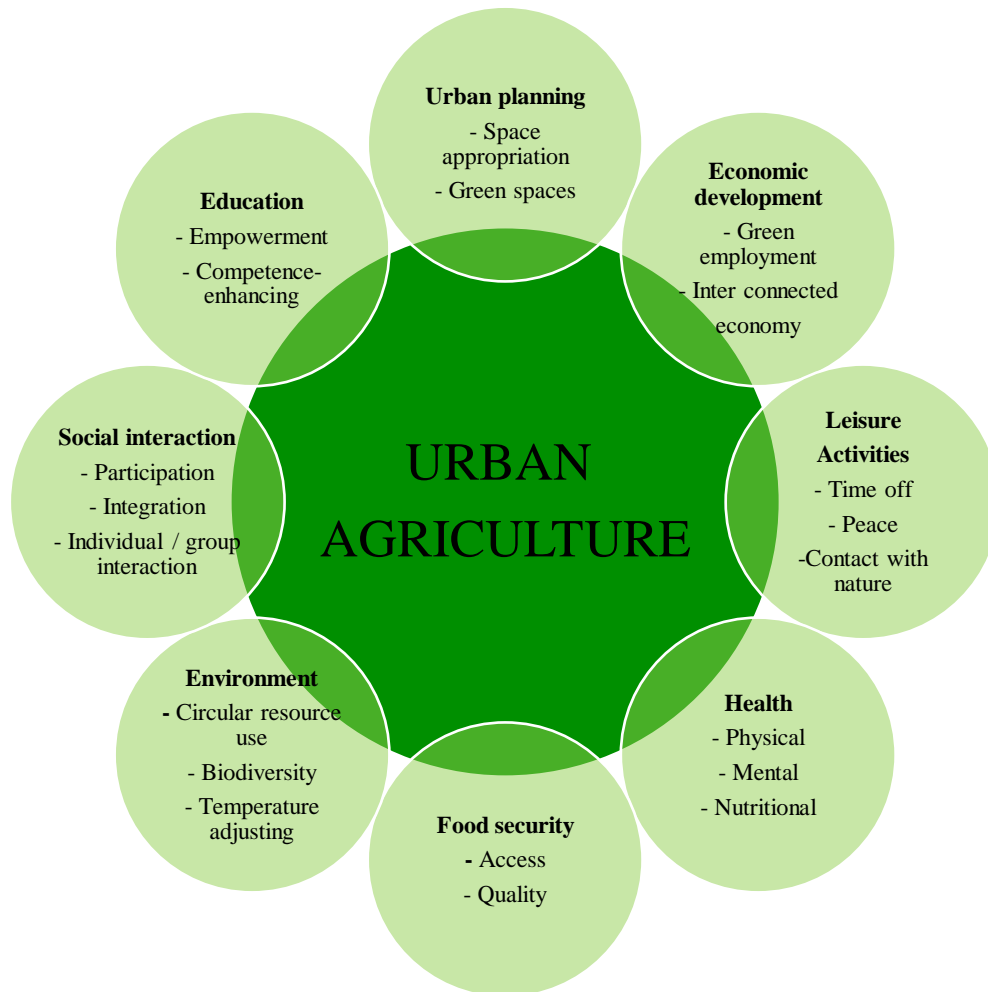 Urban planning
- Space
appropriation
- Green spaces
Economic
development
- Green
employment
- Inter connected
economy
Leisure
Activities
- Time off
- Peace
-Contact with
nature
Health
- Physical
- Mental
- Nutritional
Food security
- Access
- Quality
Environment
- Circular resource
use
- Biodiversity
- Temperature
adjusting
Social interaction
- Participation
- Integration
- Individual / group
interaction
Education
- Empowerment
- Competence-
enhancing
URBAN
AGRICULTURE